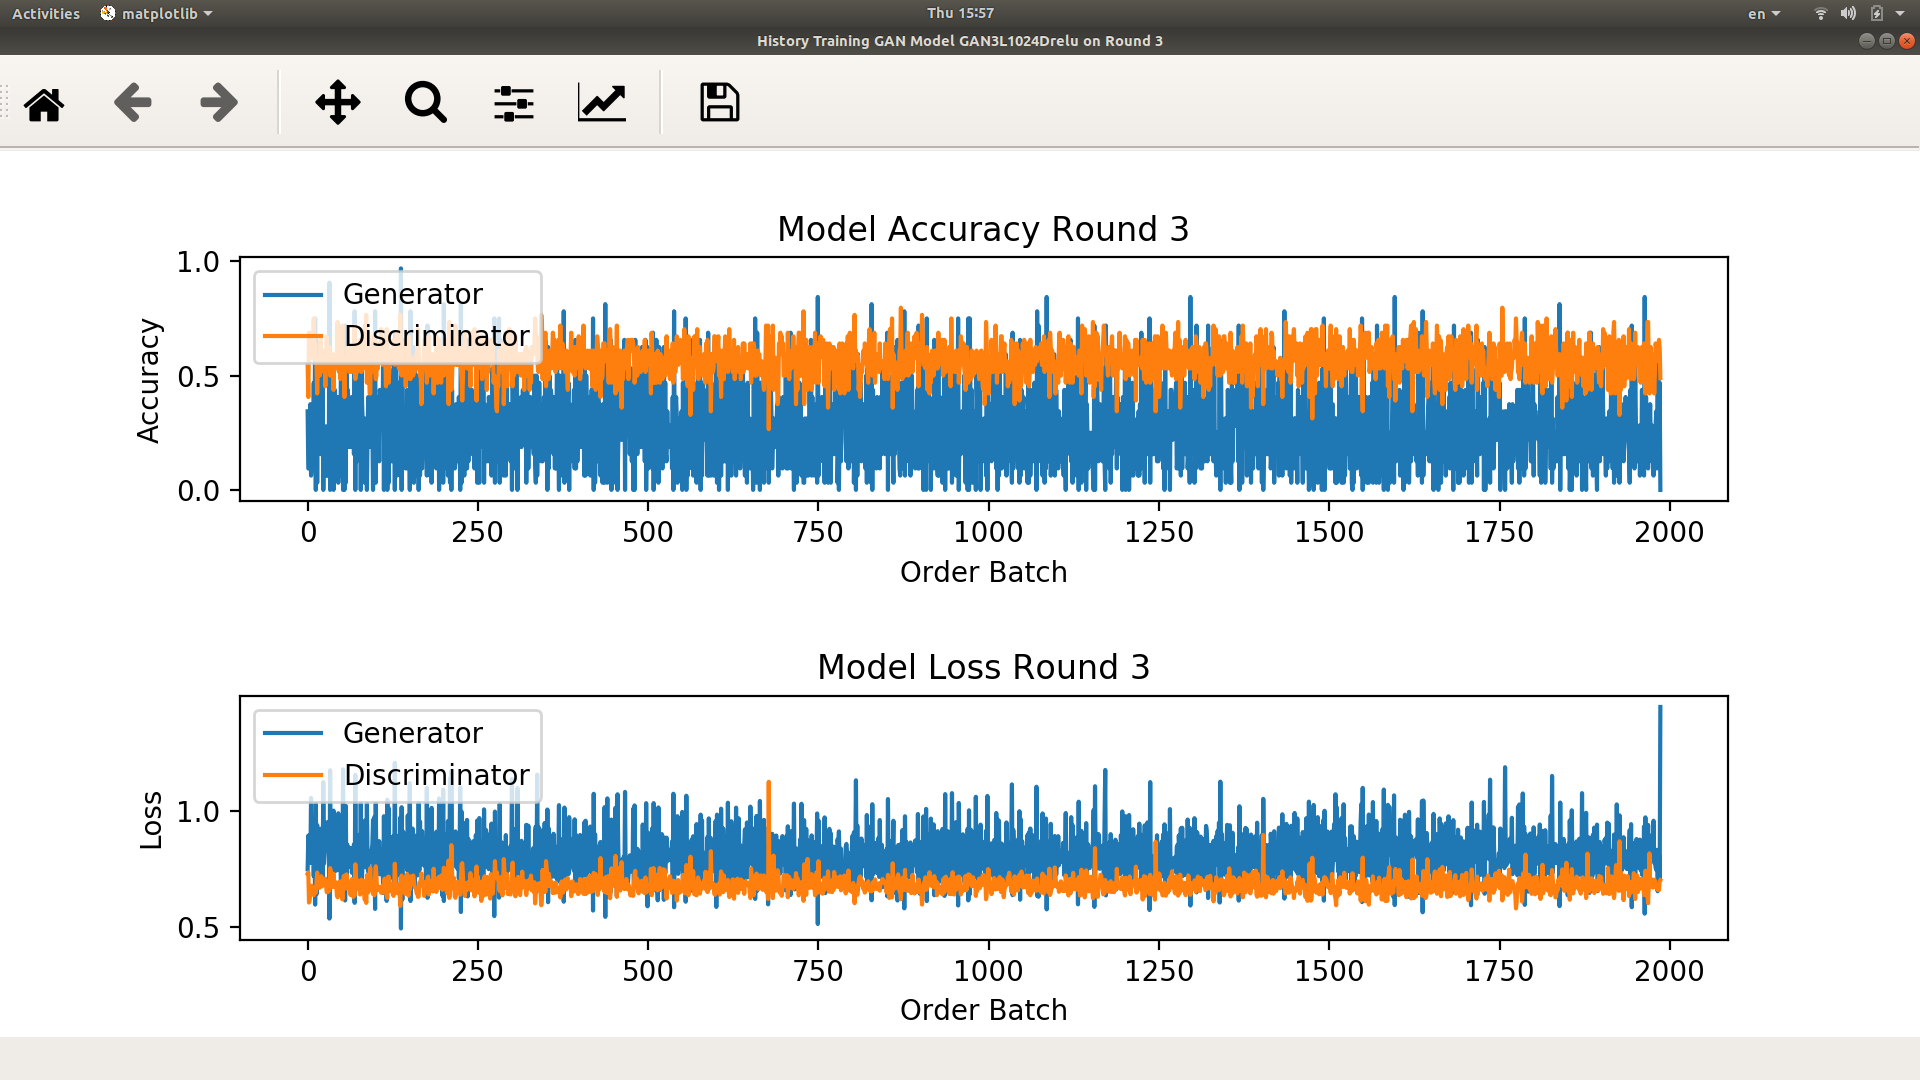 Activities matplotlib Thu 15:57 en
History Training GAN Model GAN3L1024Drelu on Round 3
Model Accuracy Round 3
Generator
Discriminator
Accuracy
1.0
0.5
0.0
0 250 500 750 1000 1250 1500 1750 2000
Order Batch
Model Loss Round 3
Generator
Discriminator
Loss
1.0
0.5
0 250 500 750 1000 1250 1500 1750 2000
Order Batch